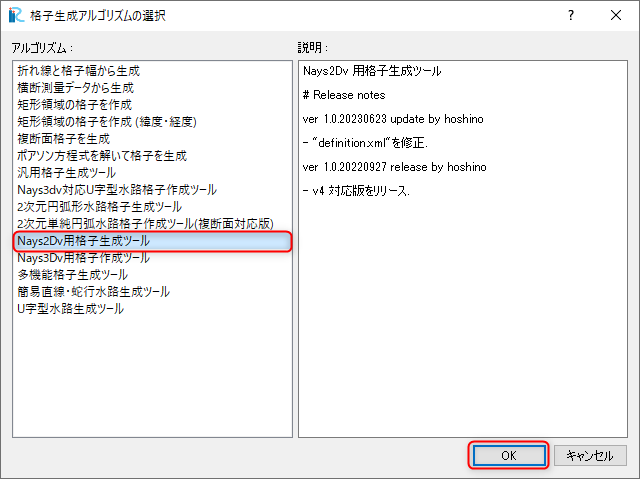 格子生成アルゴリズムの選択
?
アルゴリズム :
説明 :
折れ線と格子幅から生成
横断測量データから生成
矩形領域の格子を作成
矩形領域の格子を作成 (緯度・経度)
複断面格子を生成
ポアソン方程式を解いて格子を生成
汎用格子生成ツール
Nays3dv対応U字型水路格子作成ツール
2次元円弧形水路格子生成ツール
2次元単純円弧水路格子作成ツール(複断面対応版)
Nays2Dv用格子生成ツール
Nays3Dv用格子作成ツール
多機能格子生成ツール
簡易直線・蛇行水路生成ツール
U字型水路生成ツール
Nays2Dv 用格子生成ツール
# Release notes
ver 1.0.20230623 update by hoshino
- "definition.xml"を修正.
ver 1.0.20220927 release by hoshino
- v4 対応版をリリース.
OK
キャンセル